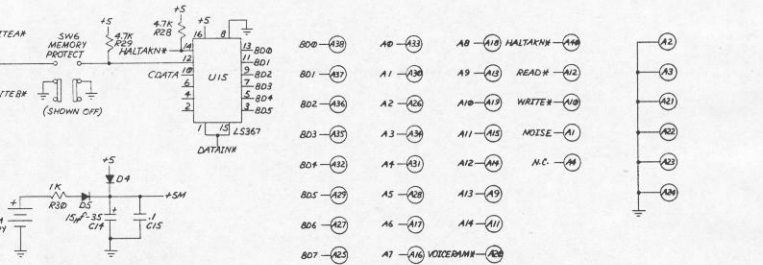 +5
+5
SW6
MEMORY
PROTECT
4.7K
R29
4.7K
R28
16
8
HALTAKN*
14
13
BD0
12
11
BD1
CDATA
10
9
BD2
6
7
BD3
4
5
BD4
2
3
BD5
U15
1
15
LS367
DATAIN*
(SHOWN OFF)
+5
D4
1K
R30
D5
+5M
15µF-35
C14
.1
C15
BD0 A38
BD1 A37
BD2 A36
BD3 A35
BD4 A32
BD5 A29
BD6 A27
BD7 A25
A0 A33
A1 A30
A2 A26
A3 A34
A4 A31
A5 A28
A6 A17
A7 A16
A8 A18
A9 A13
A10 A19
A11 A15
A12 A14
A13 A9
A14 A11
VOICERAM* A20
HALTAKN* A40
READ* A12
WRITE* A10
NOISE A1
N.C. A4
A2
A3
A21
A22
A23
A24